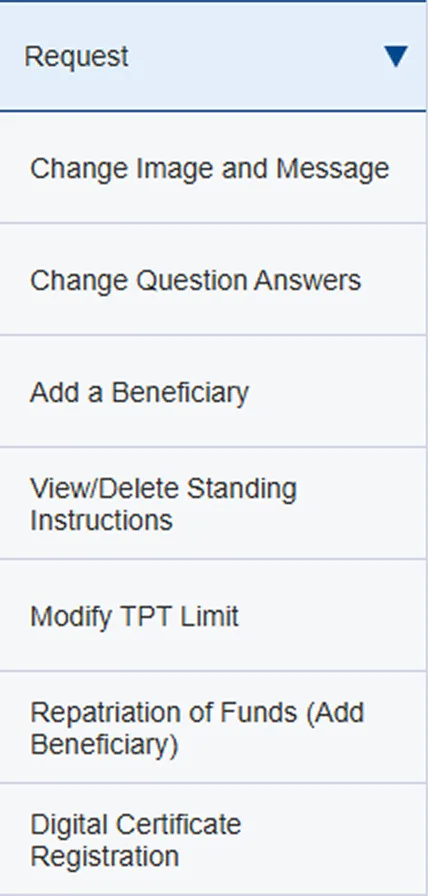 Request
Change Image and Message
Change Question Answers
Add a Beneficiary
View/Delete Standing
Instructions
Modify TPT Limit
Repatriation of Funds (Add
Beneficiary)
Digital Certificate
Registration